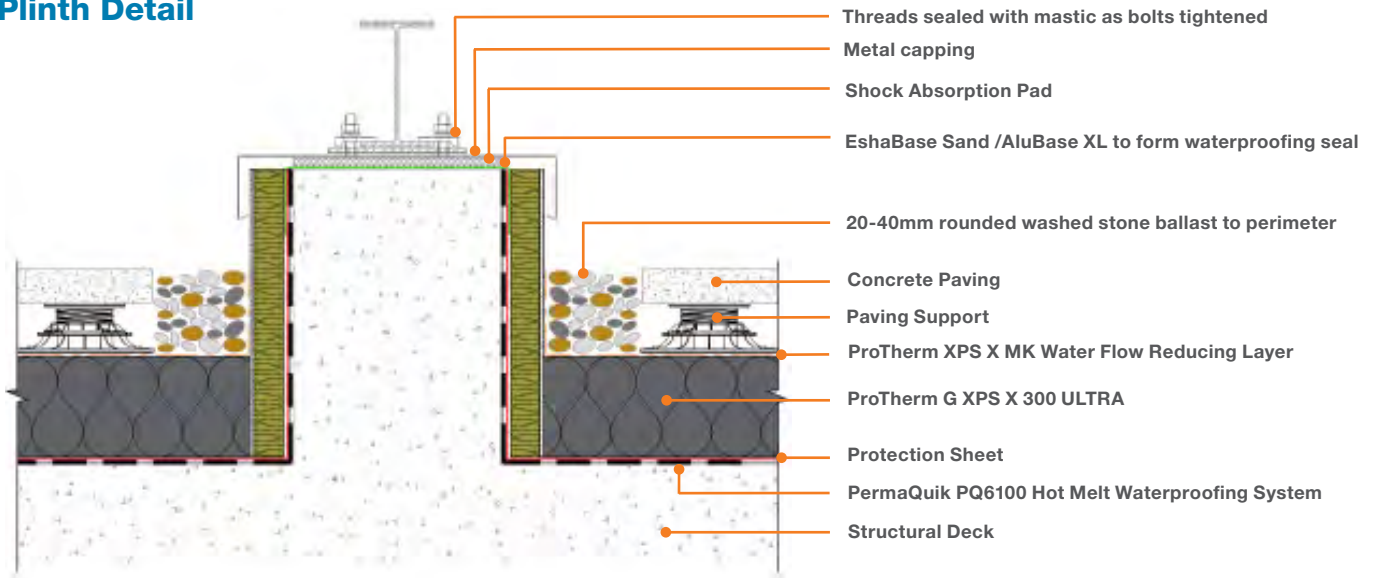 Plinth Detail
Threads sealed with mastic as bolts tightened
Metal capping
Shock Absorption Pad
EshaBase Sand /AluBase XL to form waterproofing seal
20-40mm rounded washed stone ballast to perimeter
Concrete Paving
Paving Support
ProTherm XPS X MK Water Flow Reducing Layer
ProTherm G XPS X 300 ULTRA
Protection Sheet
PermaQuik PQ6100 Hot Melt Waterproofing System
Structural Deck